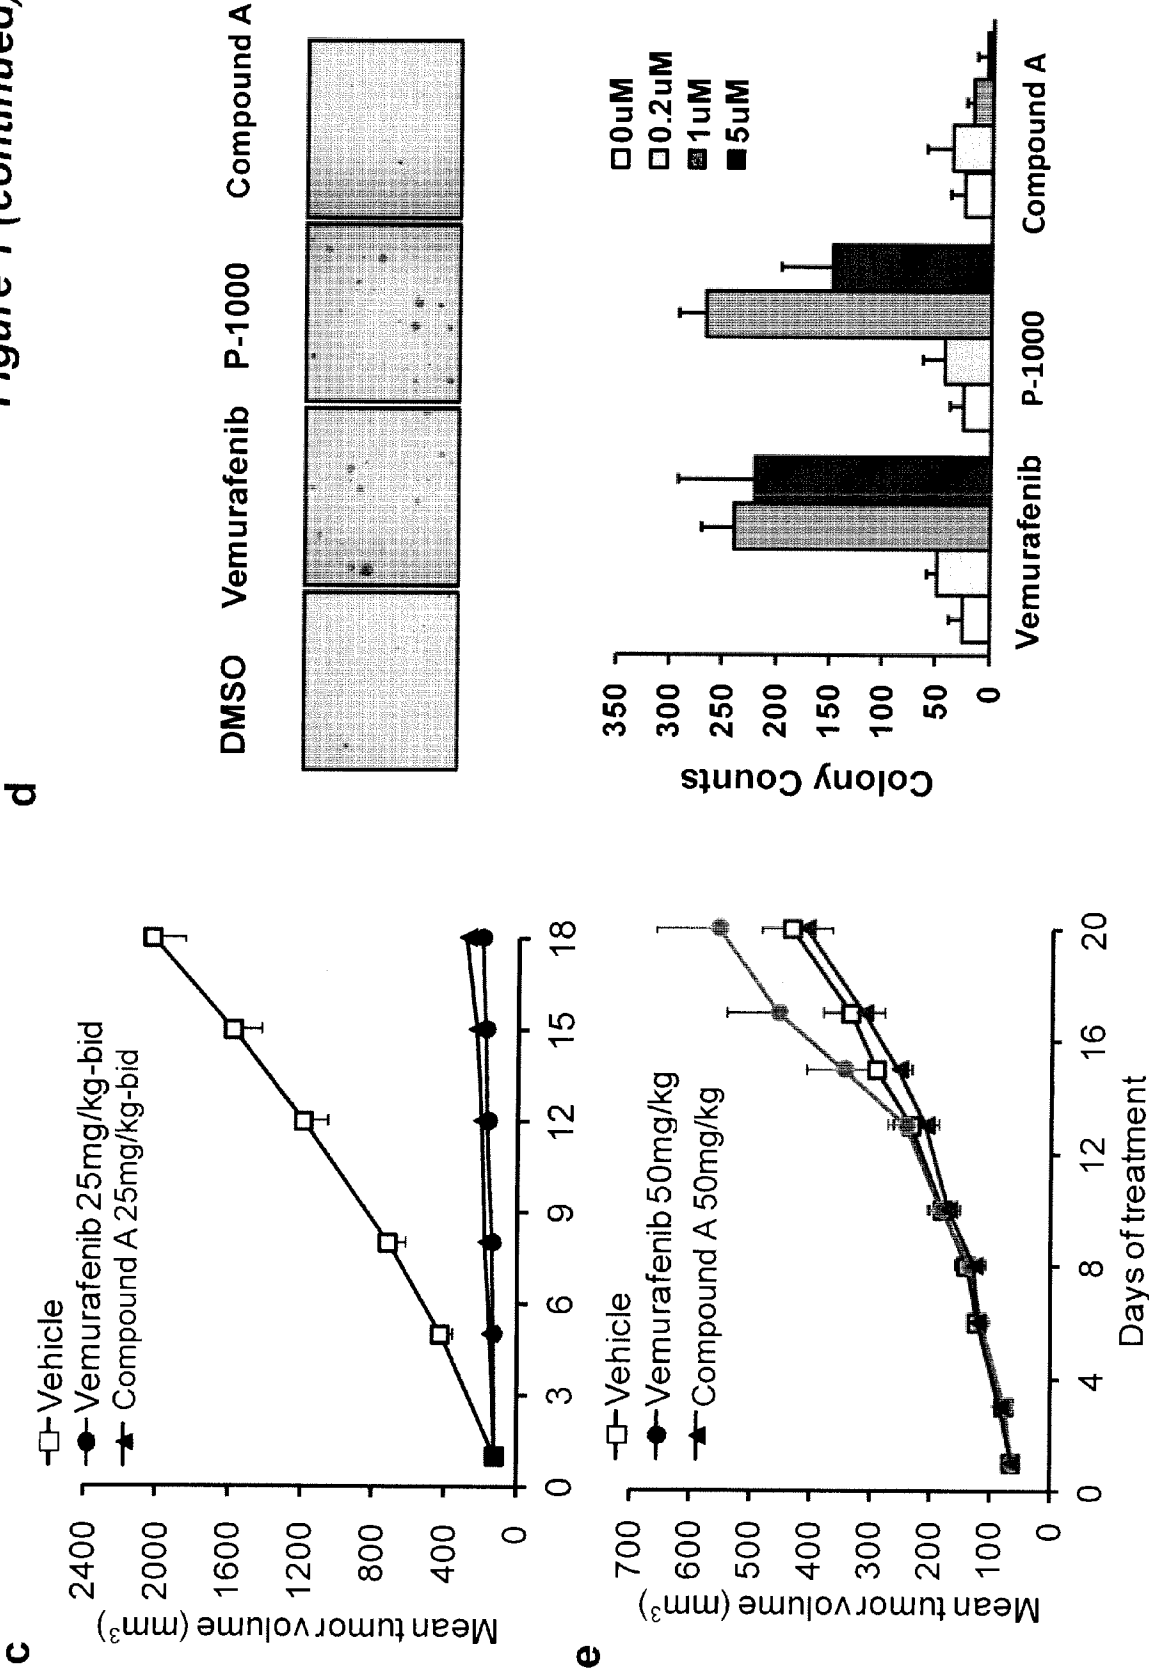 Figure 1 (continued)
c
2400
2000
1600
1200
800
400
0
Mean tumor volume (mm³)
Vehicle
Vemurafenib 25mg/kg-bid
Compound A 25mg/kg-bid
0 3 6 9 12 15 18
d
DMSO Vemurafenib P-1000 Compound A
350
300
250
200
150
100
50
0
Colony Counts
0uM
0.2uM
1uM
5uM
Vemurafenib P-1000 Compound A
e
700
600
500
400
300
200
100
0
Mean tumor volume (mm³)
Vehicle
Vemurafenib 50mg/kg
Compound A 50mg/kg
0 4 8 12 16 20
Days of treatment